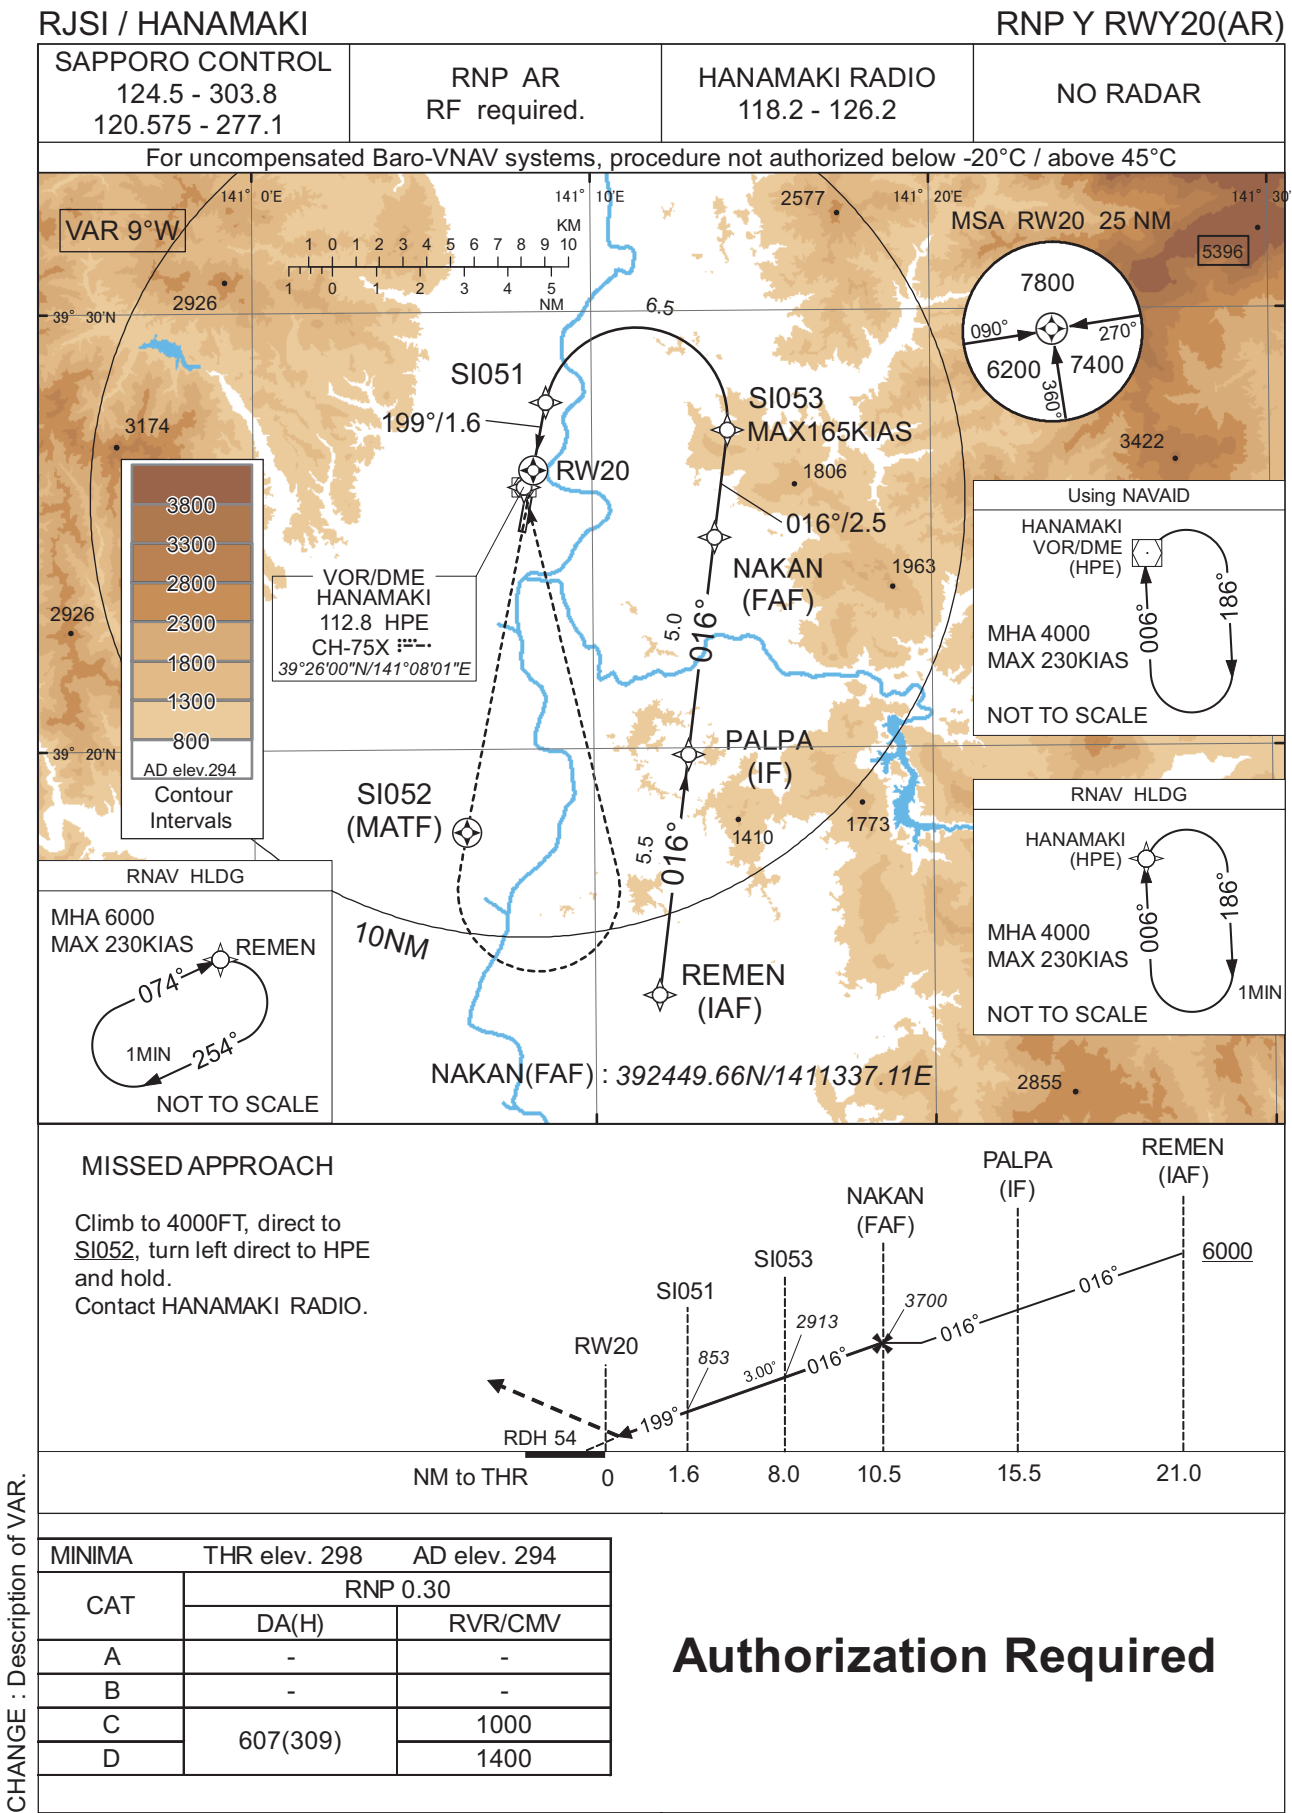 RJSI / HANAMAKI
RNP Y RWY20(AR)
SAPPORO CONTROL
124.5 - 303.8
120.575 - 277.1
RNP AR
RF required.
HANAMAKI RADIO
118.2 - 126.2
NO RADAR
For uncompensated Baro-VNAV systems, procedure not authorized below -20°C / above 45°C
141° 0'E
141° 10'E
141° 20'E
141° 30'
VAR 9°W
KM
1 0 1 2 3 4 5 6 7 8 9 10
1 0 1 2 3 4 5
NM
2926
2577
MSA RW20 25 NM
5396
7800
090°
270°
6200
7400
360°
39° 30'N
6.5
SI051
199°/1.6
SI053
MAX165KIAS
3174
3422
1806
RW20
016°/2.5
3800
3300
2800
2300
1800
1300
800
AD elev.294
Contour
Intervals
VOR/DME
HANAMAKI
112.8 HPE
CH-75X
39°26'00"N/141°08'01"E
NAKAN
(FAF)
1963
2926
5.0
016°
Using NAVAID
HANAMAKI
VOR/DME
(HPE)
006°
186°
MHA 4000
MAX 230KIAS
NOT TO SCALE
39° 20'N
PALPA
(IF)
SI052
(MATF)
1410
1773
5.5
016°
RNAV HLDG
HANAMAKI
(HPE)
006°
186°
MHA 4000
MAX 230KIAS
1MIN
NOT TO SCALE
RNAV HLDG
MHA 6000
MAX 230KIAS
REMEN
074°
1MIN
254°
NOT TO SCALE
10NM
REMEN
(IAF)
NAKAN(FAF) : 392449.66N/1411337.11E
2855
MISSED APPROACH
Climb to 4000FT, direct to
SI052, turn left direct to HPE
and hold.
Contact HANAMAKI RADIO.
RW20
SI051
SI053
NAKAN
(FAF)
PALPA
(IF)
REMEN
(IAF)
6000
016°
016°
3700
2913
016°
3.00°
853
199°
RDH 54
NM to THR
0
1.6
8.0
10.5
15.5
21.0
MINIMA THR elev. 298 AD elev. 294
CAT
RNP 0.30
DA(H)
RVR/CMV
A - -
B - -
C 607(309) 1000
D 1400
Authorization Required
CHANGE : Description of VAR.